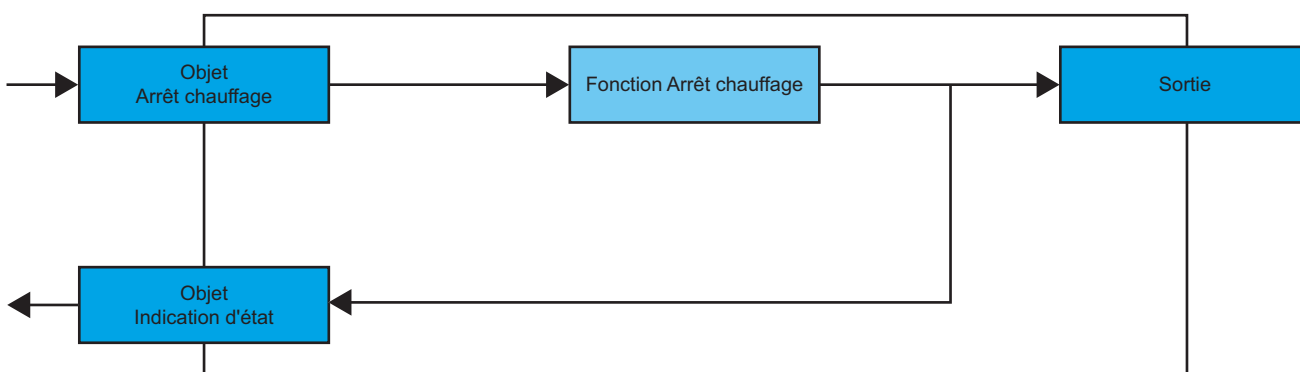 Objet
Arrêt chauffage
Fonction Arrêt chauffage
Sortie
Objet
Indication d'état